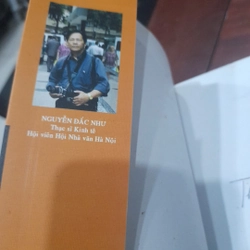 NGUYỄN ĐẮC NHƯ
Thạc sĩ Kinh tế
Hội viên Hội Nhà văn Hà Nội